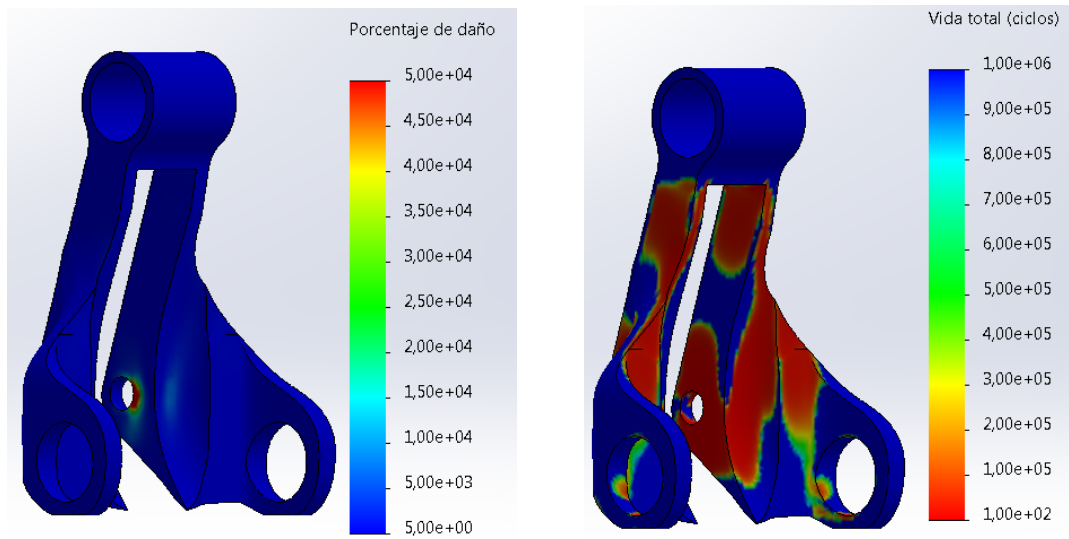 Porcentaje de daño
5,00e+04
4,50e+04
4,00e+04
3,50e+04
3,00e+04
2,50e+04
2,00e+04
1,50e+04
1,00e+04
5,00e+03
5,00e+00
Vida total (ciclos)
1,00e+06
9,00e+05
8,00e+05
7,00e+05
6,00e+05
5,00e+05
4,00e+05
3,00e+05
2,00e+05
1,00e+05
1,00e+02